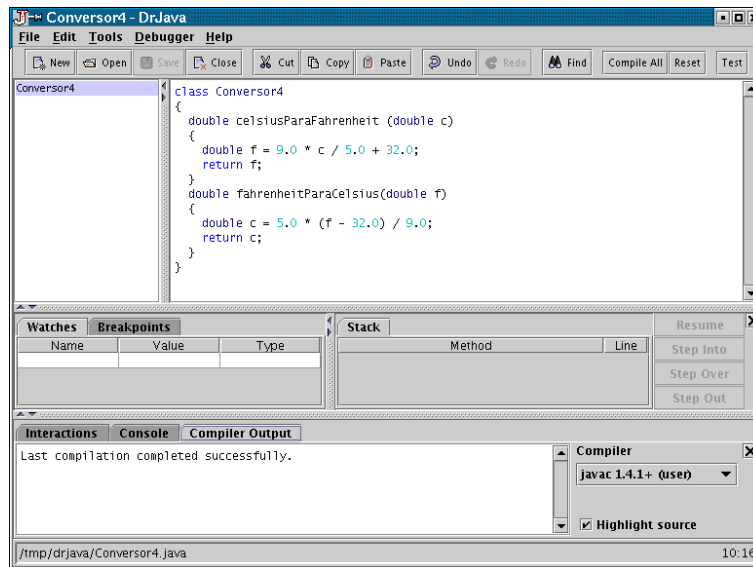 Conversor4 - DrJava
File Edit Tools Debugger Help
New Open Save Close Cut Copy Paste Undo Redo Find Compile All Reset Test
Conversor4
class Conversor4
{
double celsiusParaFahrenheit (double c)
{
double f = 9.0 * c / 5.0 + 32.0;
return f;
}
double fahrenheitParaCelsius(double f)
{
double c = 5.0 * (f - 32.0) / 9.0;
return c;
}
}
Watches Breakpoints
Name Value Type
Stack
Method Line
Resume
Step Into
Step Over
Step Out
Interactions Console Compiler Output
Last compilation completed successfully.
Compiler
javac 1.4.1+ (user)
Highlight source
/tmp/drjava/Conversor4.java
10:16